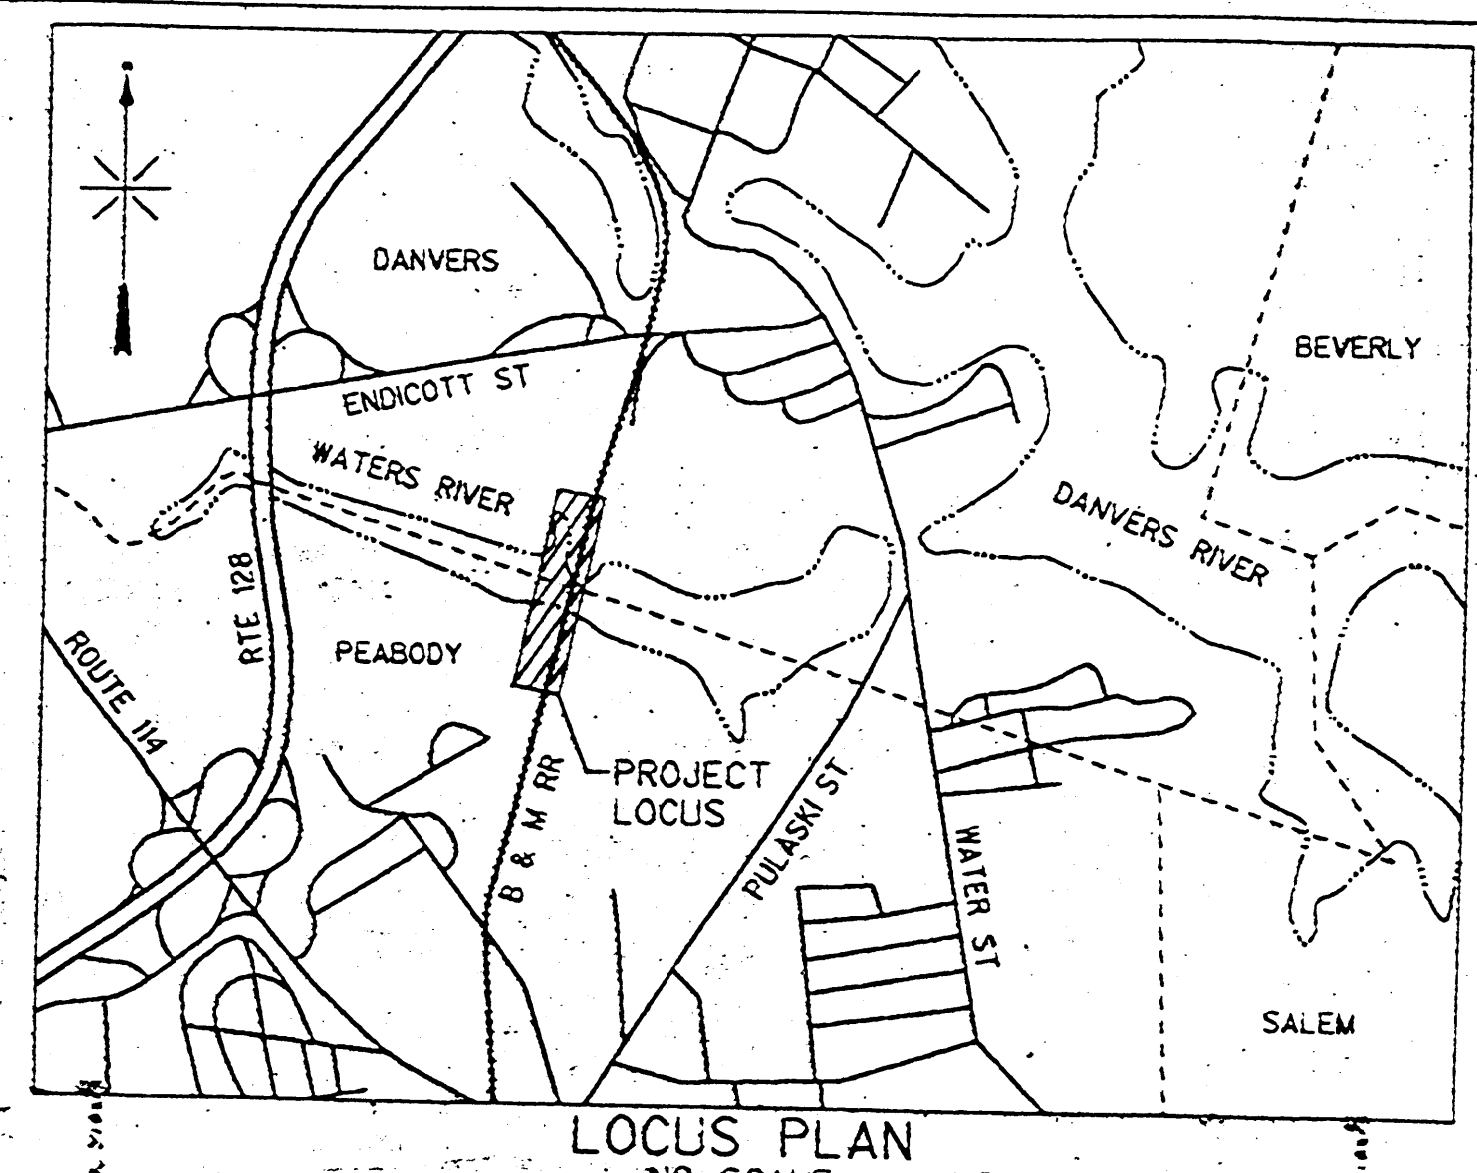 DANVERS
BEVERLY
ENDICOTT ST
WATERS RIVER
DANVERS RIVER
RTE 128
PEABODY
ROUTE 114
PROJECT
LOCUS
B & M RR
PULASKI ST
WATER ST
SALEM
LOCUS PLAN